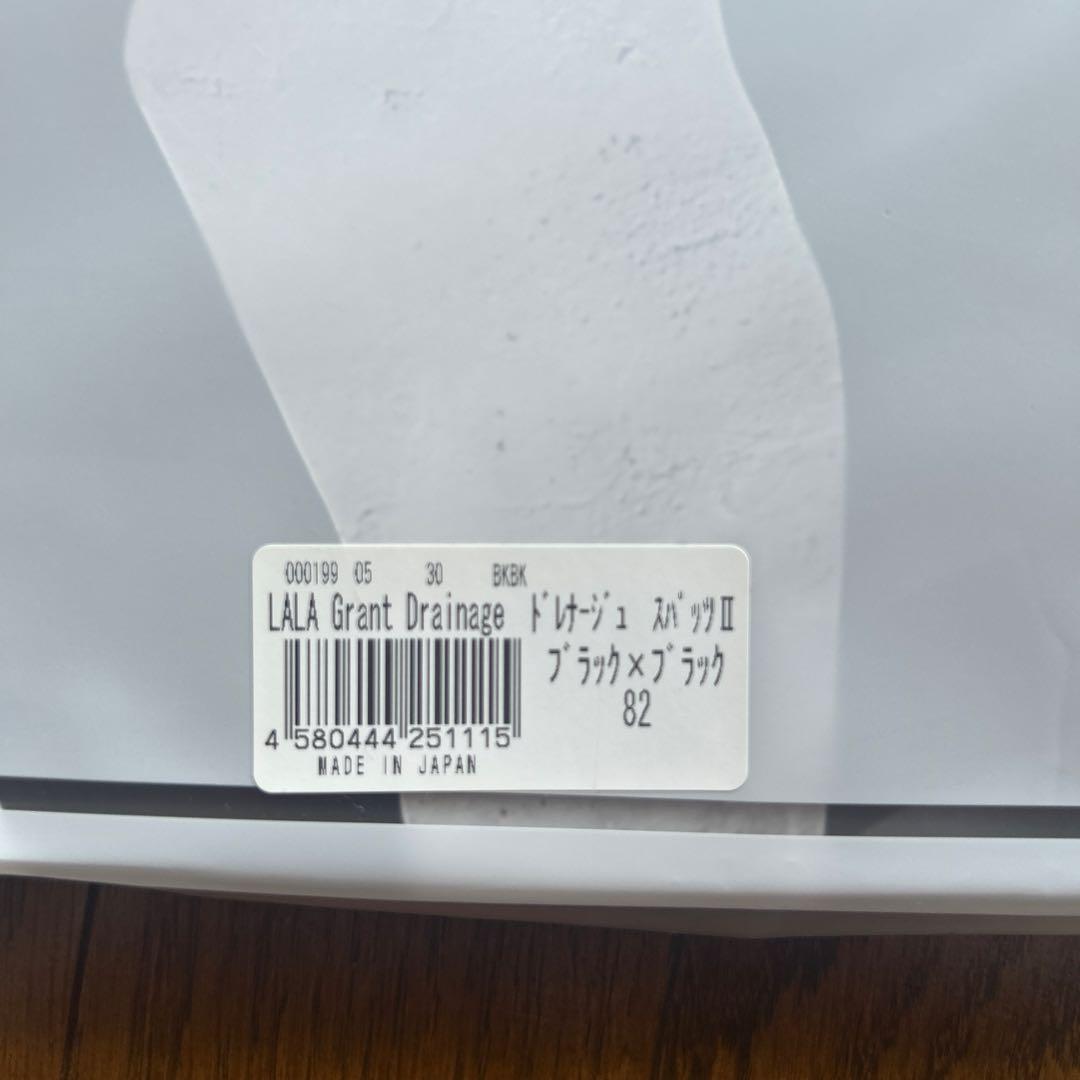 000199 05 30 BKBK
LALA Grant Drainage ﾄﾞﾚﾅｰｼﾞｭ ｽﾊﾟｯﾂⅡ
ﾌﾞﾗｯｸ×ﾌﾞﾗｯｸ
82
4 580444 251115
MADE IN JAPAN